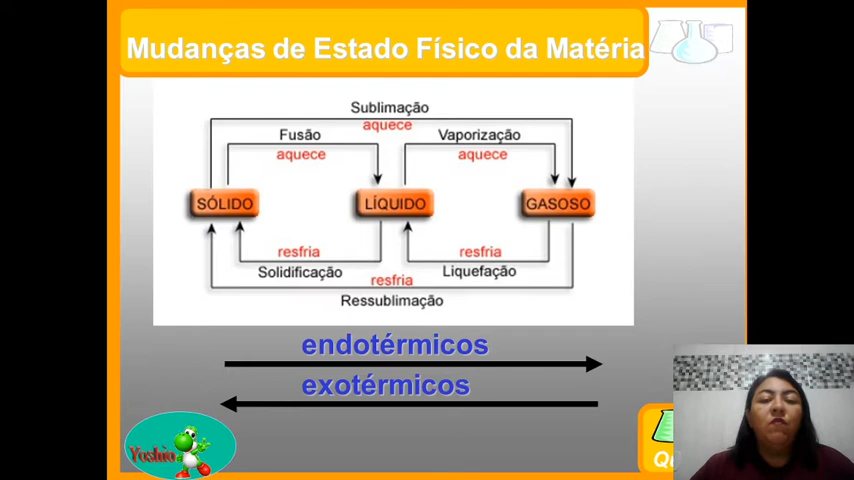 Mudanças de Estado Físico da Matéria
Sublimação
aquece
Fusão
aquece
Vaporização
aquece
SÓLIDO
LÍQUIDO
GASOSO
resfria
Solidificação
resfria
Liquefação
resfria
Ressublimação
endotérmicos
exotérmicos
Yoshio